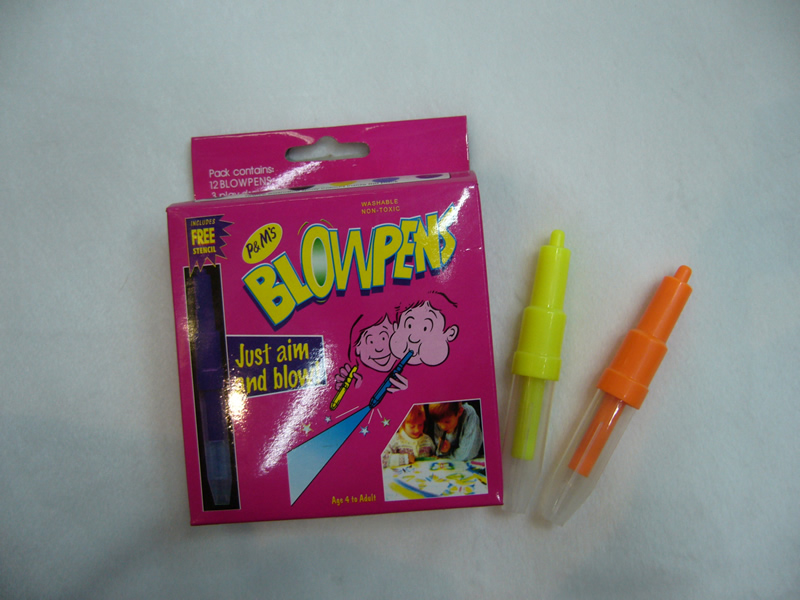 Pack contains:
12 BLOWPENS
WASHABLE
NON-TOXIC
INCLUDES
FREE
STENCIL
P&M'S
BLOWPENS
Just aim
and blow!
Age 4 to Adult